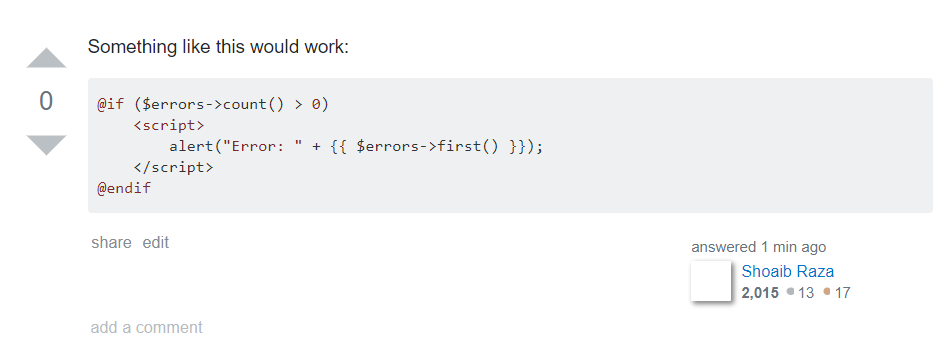 Something like this would work:
0
@if ($errors->count() > 0)
    <script>
        alert("Error: " + {{ $errors->first() }});
    </script>
@endif
share edit
answered 1 min ago
Shoaib Raza
2,015 13 17
add a comment